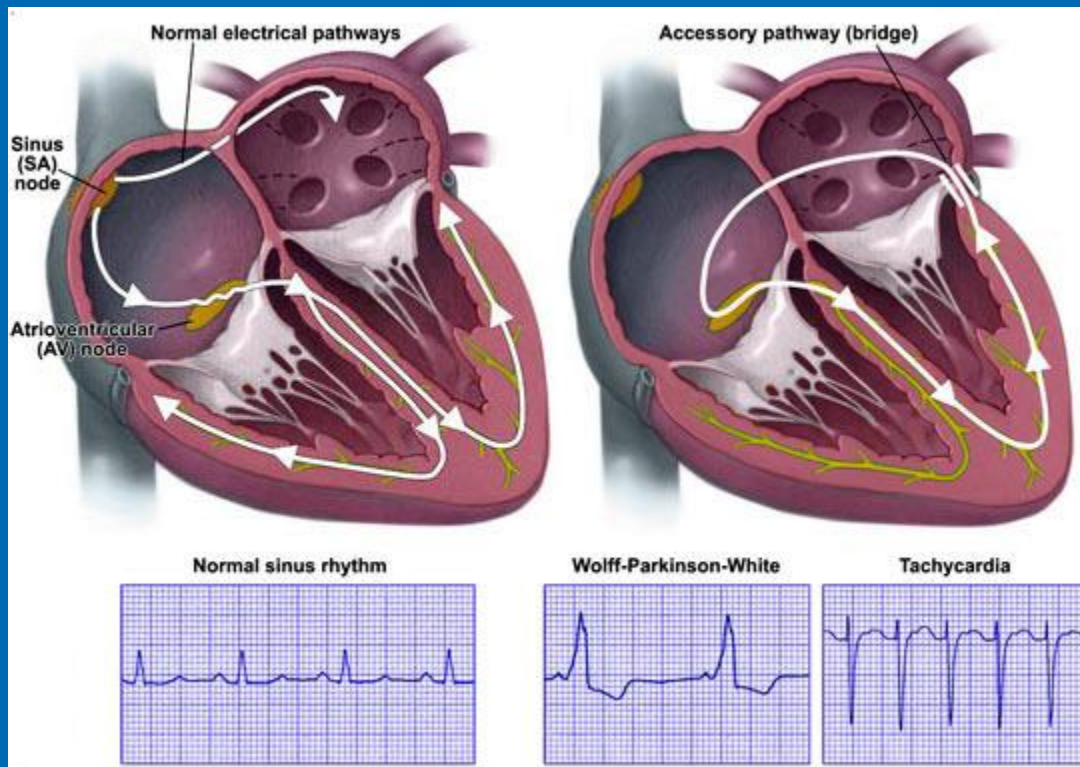 Normal electrical pathways
Accessory pathway (bridge)
Sinus
(SA)
node
Atrioventricular
(AV) node
Normal sinus rhythm
Wolff-Parkinson-White
Tachycardia